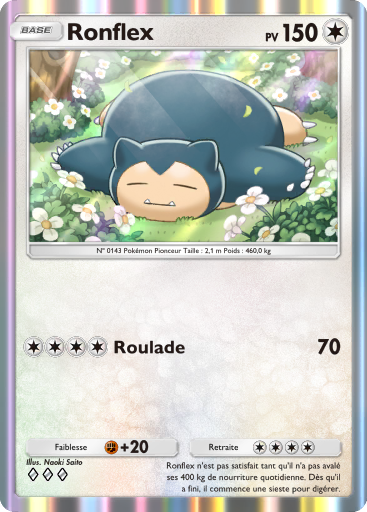 BASE Ronflex PV 150
N° 0143 Pokémon Pionceur Taille : 2,1 m Poids : 460,0 kg
Roulade 70
Faiblesse +20 Retraite
Illus. Naoki Saito
Ronflex n'est pas satisfait tant qu'il n'a pas avalé
ses 400 kg de nourriture quotidienne. Dès qu'il
a fini, il commence une sieste pour digérer.